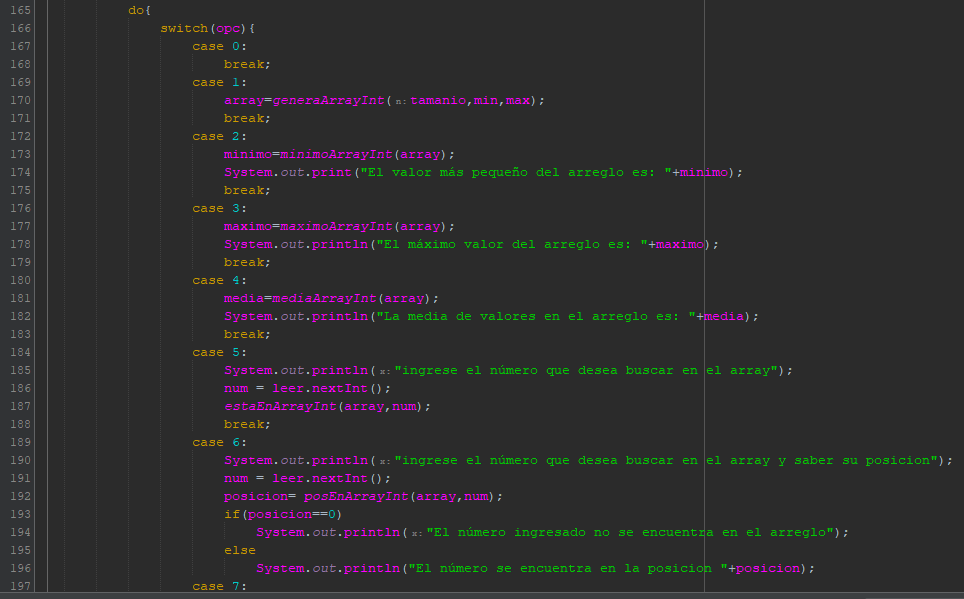 165 do{
166 switch(opc){
167 case 0:
168 break;
169 case 1:
170 array=generaArrayInt( n: tamanio,min,max);
171 break;
172 case 2:
173 minimo=minimoArrayInt(array);
174 System.out.print("El valor más pequeño del arreglo es: "+minimo);
175 break;
176 case 3:
177 maximo=maximoArrayInt(array);
178 System.out.println("El máximo valor del arreglo es: "+maximo);
179 break;
180 case 4:
181 media=mediaArrayInt(array);
182 System.out.println("La media de valores en el arreglo es: "+media);
183 break;
184 case 5:
185 System.out.println( x: "ingrese el número que desea buscar en el array");
186 num = leer.nextInt();
187 estaEnArrayInt(array,num);
188 break;
189 case 6:
190 System.out.println( x: "ingrese el número que desea buscar en el array y saber su posicion");
191 num = leer.nextInt();
192 posicion= posEnArrayInt(array,num);
193 if(posicion==0)
194 System.out.println( x: "El número ingresado no se encuentra en el arreglo");
195 else
196 System.out.println("El número se encuentra en la posicion "+posicion);
197 case 7: